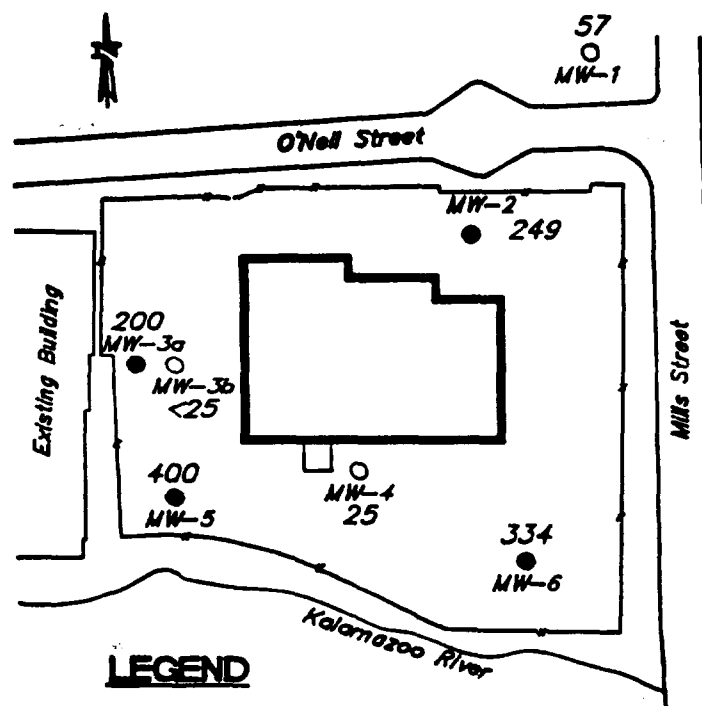 57
MW-1
N
O'Neil Street
MW-2
249
Existing Building
200
MW-3a
MW-3b
<25
Mills Street
400
MW-5
MW-4
25
334
MW-6
Kalamazoo River
LEGEND